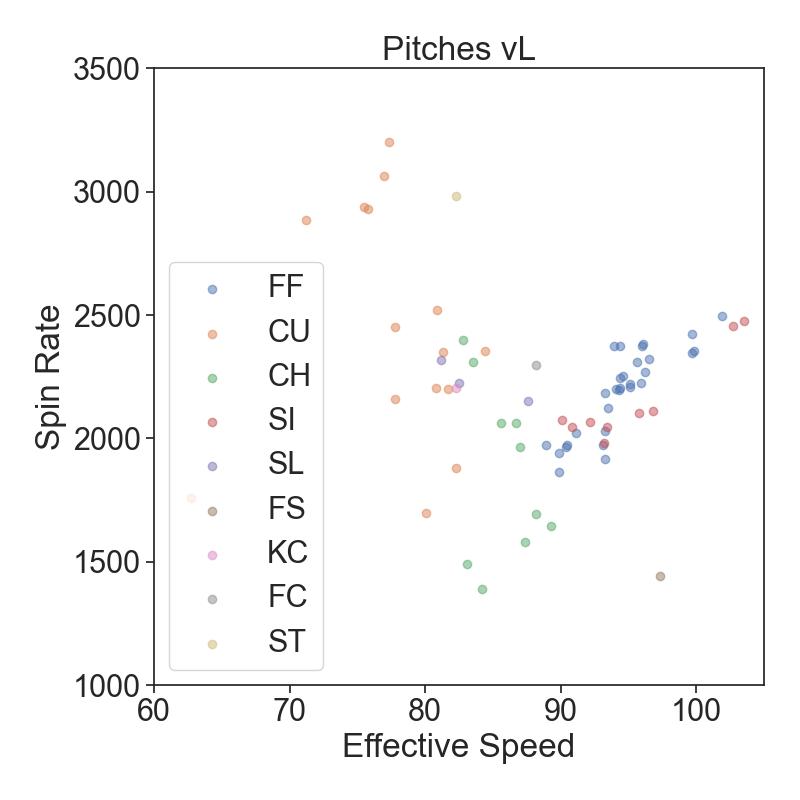 Pitches vL
3500
3000
2500
2000
1500
1000
Spin Rate
FF
CU
CH
SI
SL
FS
KC
FC
ST
60 70 80 90 100
Effective Speed